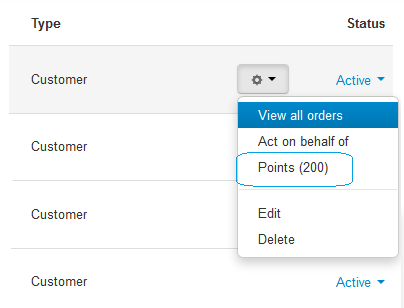 Type Status
Customer Active
View all orders
Act on behalf of
Customer
Points (200)
Customer
Edit
Delete
Customer Active